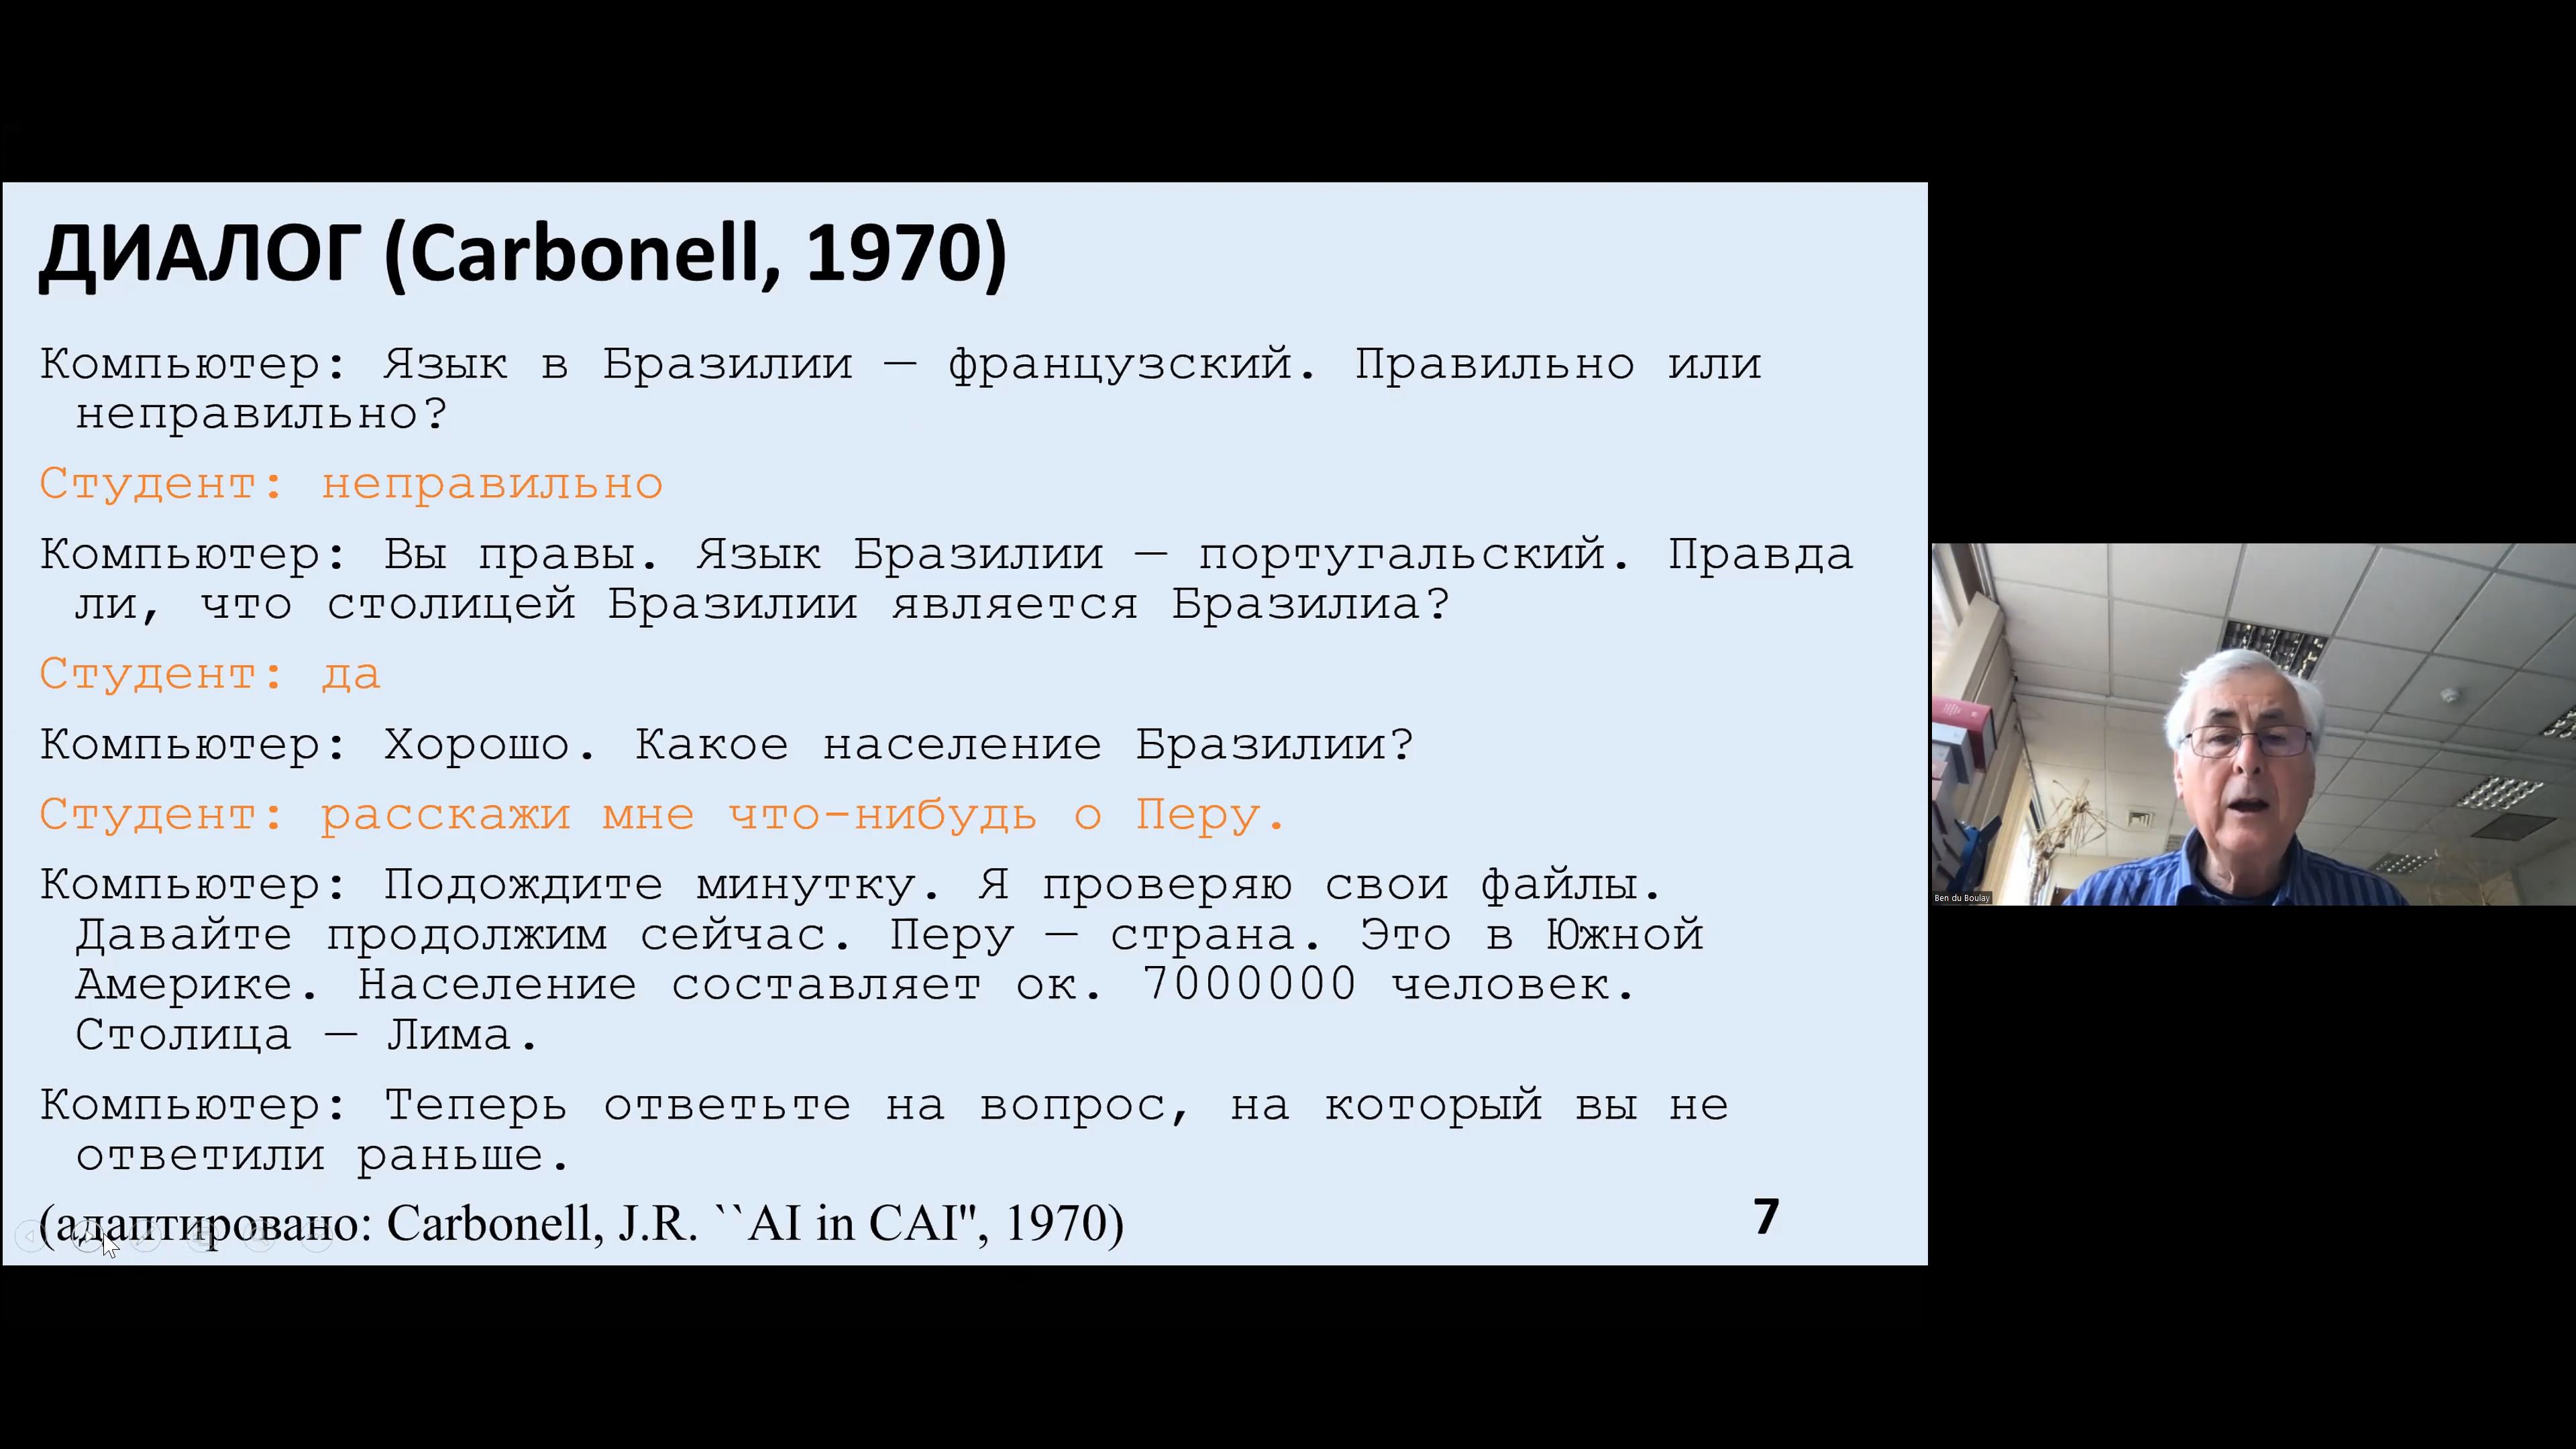 ДИАЛОГ (Carbonell, 1970)
Компьютер: Язык в Бразилии — французский. Правильно или
неправильно?
Студент: неправильно
Компьютер: Вы правы. Язык Бразилии — португальский. Правда
ли, что столицей Бразилии является Бразилиа?
Студент: да
Компьютер: Хорошо. Какое население Бразилии?
Студент: расскажи мне что-нибудь о Перу.
Компьютер: Подождите минутку. Я проверяю свои файлы.
Давайте продолжим сейчас. Перу — страна. Это в Южной
Америке. Население составляет ок. 7000000 человек.
Столица — Лима.
Компьютер: Теперь ответьте на вопрос, на который вы не
ответили раньше.
(адаптировано: Carbonell, J.R. ``AI in CAI", 1970)
7
Ben du Boulay